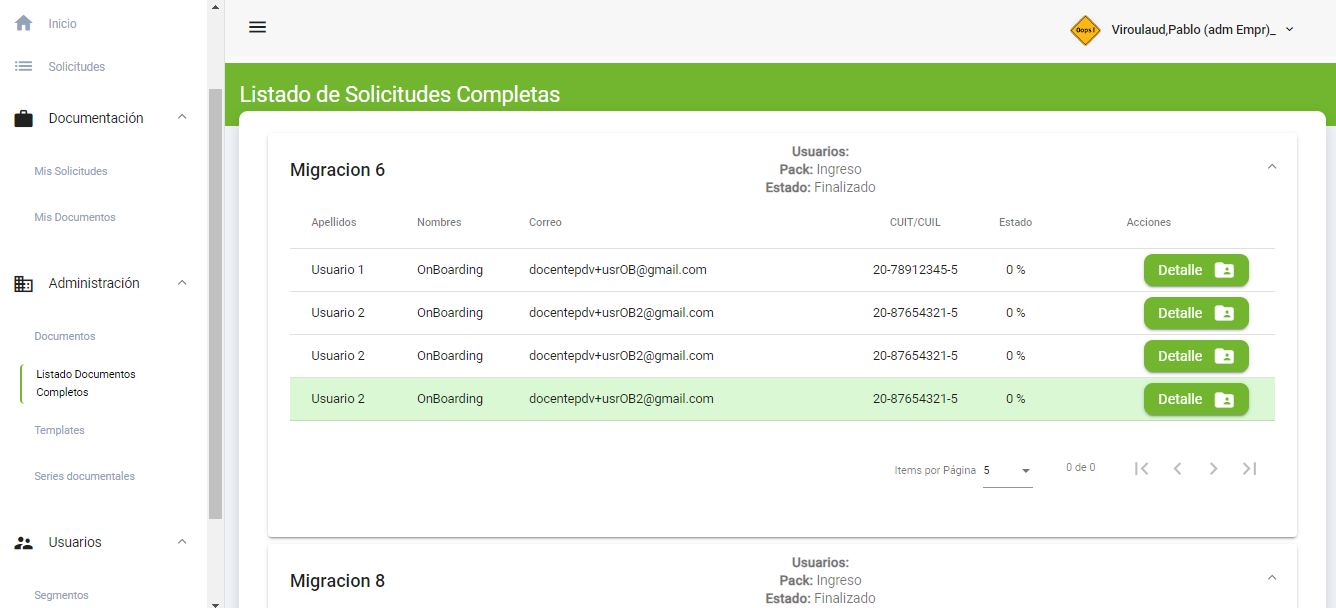 Inicio
Solicitudes
Documentación
Mis Solicitudes
Mis Documentos
Administración
Documentos
Listado Documentos
Completos
Templates
Series documentales
Usuarios
Segmentos
Oops !
Viroulaud,Pablo (adm Empr)_
Listado de Solicitudes Completas
Migracion 6
Usuarios:
Pack: Ingreso
Estado: Finalizado
Apellidos Nombres Correo CUIT/CUIL Estado Acciones
Usuario 1 OnBoarding docentepdv+usrOB@gmail.com 20-78912345-5 0 % Detalle
Usuario 2 OnBoarding docentepdv+usrOB2@gmail.com 20-87654321-5 0 % Detalle
Usuario 2 OnBoarding docentepdv+usrOB2@gmail.com 20-87654321-5 0 % Detalle
Usuario 2 OnBoarding docentepdv+usrOB2@gmail.com 20-87654321-5 0 % Detalle
Items por Página 5 0 de 0
Migracion 8
Usuarios:
Pack: Ingreso
Estado: Finalizado